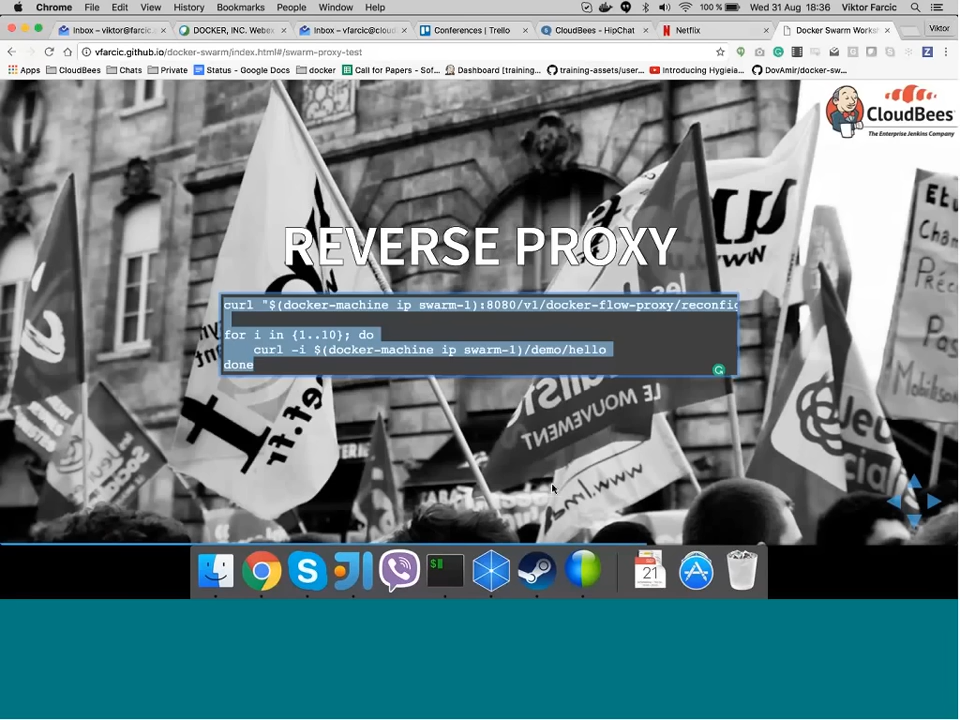 Chrome File Edit View History Bookmarks People Window Help 100 % Wed 31 Aug 18:36 Viktor Farcic
Inbox – viktor@farcic. DOCKER, INC. Webex Inbox – vfarcic@cloud Conferences | Trello CloudBees - HipChat Netflix Docker Swarm Works Viktor
vfarcic.github.io/docker-swarm/index.html#/swarm-proxy-test
Apps CloudBees Chats Private Status - Google Docs docker Call for Papers - Sof... Dashboard [training... training-assets/user... Introducing Hygieia... DovAmir/docker-sw...
CloudBees
The Enterprise Jenkins Company
REVERSE PROXY
curl "$(docker-machine ip swarm-1):8080/v1/docker-flow-proxy/reconfig
for i in {1..10}; do
curl -i $(docker-machine ip swarm-1)/demo/hello
done
LE MOUVEMENT
www.
21